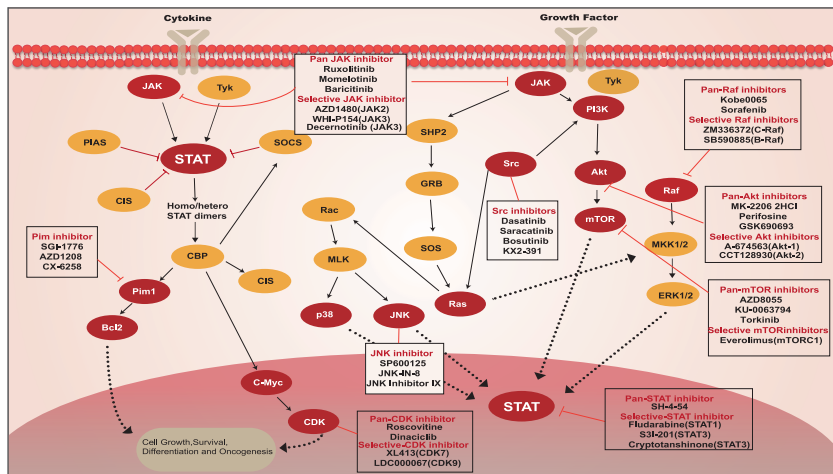 Cytokine
Growth Factor
JAK
Tyk
Pan JAK inhibitor
Ruxolitinib
Momelotinib
Baricitinib
Selective JAK inhibitor
AZD1480(JAK2)
WHI-P154(JAK3)
Decernotinib (JAK3)
JAK
Tyk
PI3K
Pan-Raf inhibitors
Kobe0065
Sorafenib
Selective Raf inhibitors
ZM336372(C-Raf)
SB590885(B-Raf)
PIAS
STAT
SOCS
CIS
SHP2
GRB
Src
Akt
Raf
Homo/hetero
STAT dimers
Src inhibitors
Dasatinib
Saracatinib
Bosutinib
KX2-391
Pan-Akt inhibitors
MK-2206 2HCI
Perifosine
GSK690693
Selective Akt inhibitors
A-674563(Akt-1)
CCT128930(Akt-2)
Rac
mTOR
Pim inhibitor
SGI-1776
AZD1208
CX-6258
CBP
CIS
MLK
SOS
MKK1/2
Pim1
Bcl2
p38
JNK
Ras
ERK1/2
Pan-mTOR inhibitors
AZD8055
KU-0063794
Torkinib
Selective mTORinhibitors
Everolimus(mTORC1)
JNK inhibitor
SP600125
JNK-IN-8
JNK Inhibitor IX
C-Myc
CDK
STAT
Pan-STAT inhibitor
SH-4-54
Selective-STAT inhibitor
Fludarabine(STAT1)
S3I-201(STAT3)
Cryptotanshinone(STAT3)
Pan-CDK inhibitor
Roscovitine
Dinaciclib
Selective-CDK inhibitor
XL413(CDK7)
LDC000067(CDK9)
Cell Growth,Survival,
Differentiation and Oncogenesis